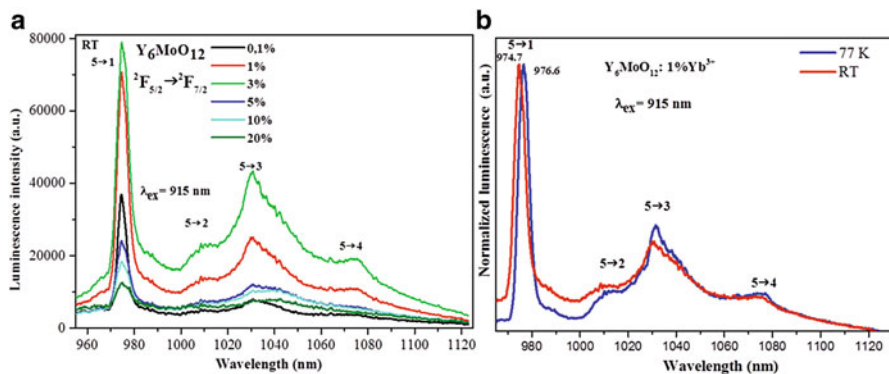 a
80000
60000
40000
20000
0
Luminescence intensity (a.u.)
960 980 1000 1020 1040 1060 1080 1100 1120
Wavelength (nm)
RT
5→1
Y₆MoO₁₂
²F₅/₂→²F₇/₂
0,1%
1%
3%
5%
10%
20%
λex= 915 nm
5→2
5→3
5→4
b
Normalized luminescence (a.u.)
980 1000 1020 1040 1060 1080 1100 1120
Wavelength (nm)
5→1
974.7
976.6
Y₆MoO₁₂: 1%Yb³⁺
λex= 915 nm
77 K
RT
5→2
5→3
5→4